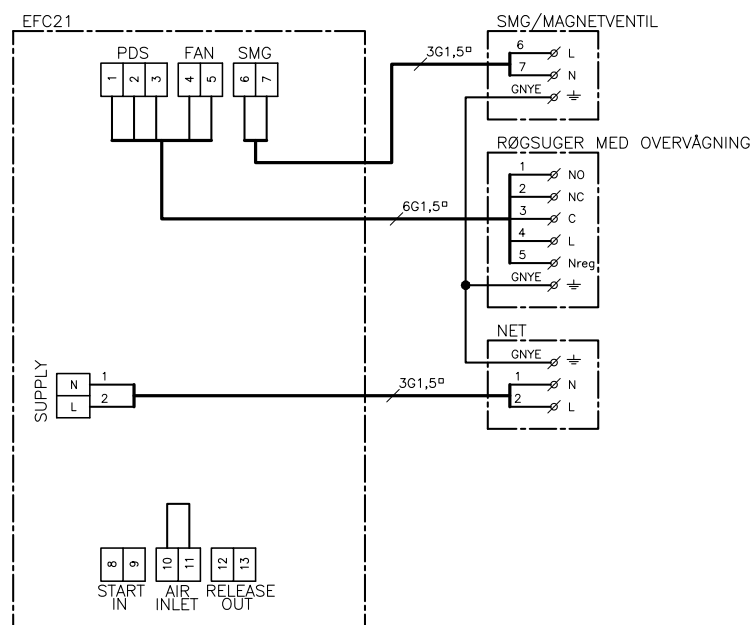 EFC21
SMG/MAGNETVENTIL
PDS FAN SMG
1 2 3 4 5 6 7
3G1,5□
6 L
7 N
GNYE
RØGSUGER MED OVERVÅGNING
1 NO
2 NC
3 C
4 L
5 Nreg
GNYE
6G1,5□
NET
GNYE
1 N
2 L
3G1,5□
SUPPLY
N 1
L 2
8 9 10 11 12 13
START IN
AIR INLET
RELEASE OUT